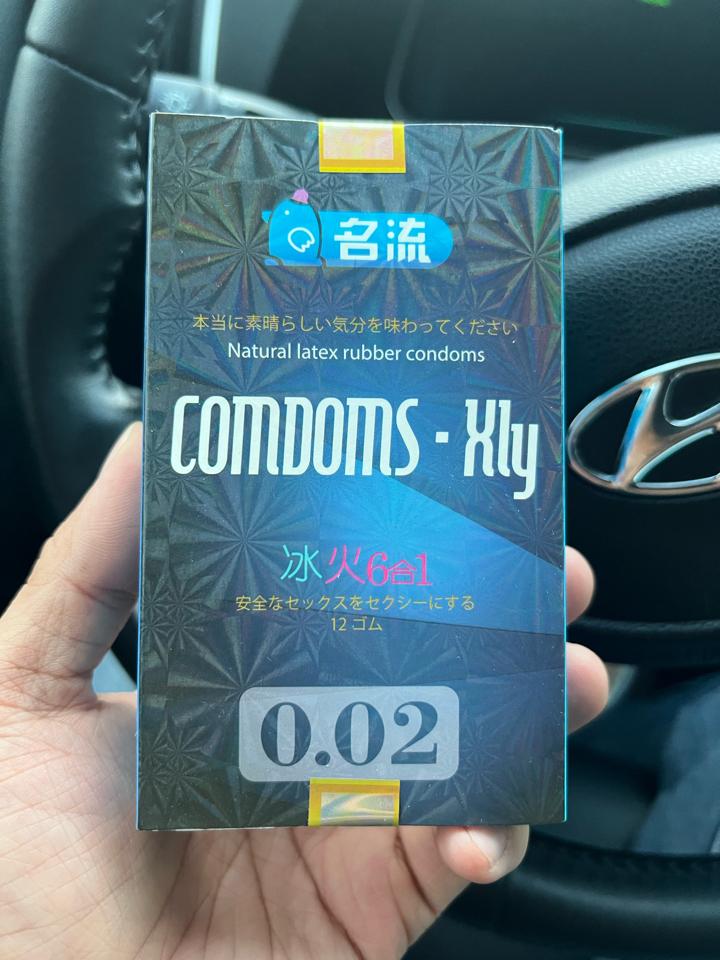 名流
本当に素晴らしい気分を味わってください
Natural latex rubber condoms
COMDOMS - Xly
冰火6合1
安全なセックスをセクシーにする
12 ゴム
0.02